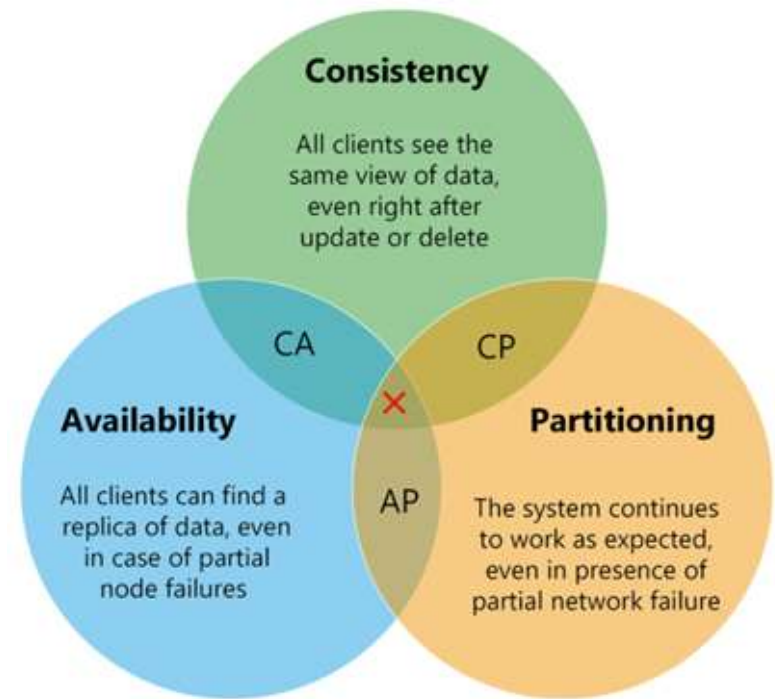 Consistency
All clients see the
same view of data,
even right after
update or delete
CA
CP
Availability
Partitioning
All clients can find a
replica of data, even
in case of partial
node failures
AP
The system continues
to work as expected,
even in presence of
partial network failure